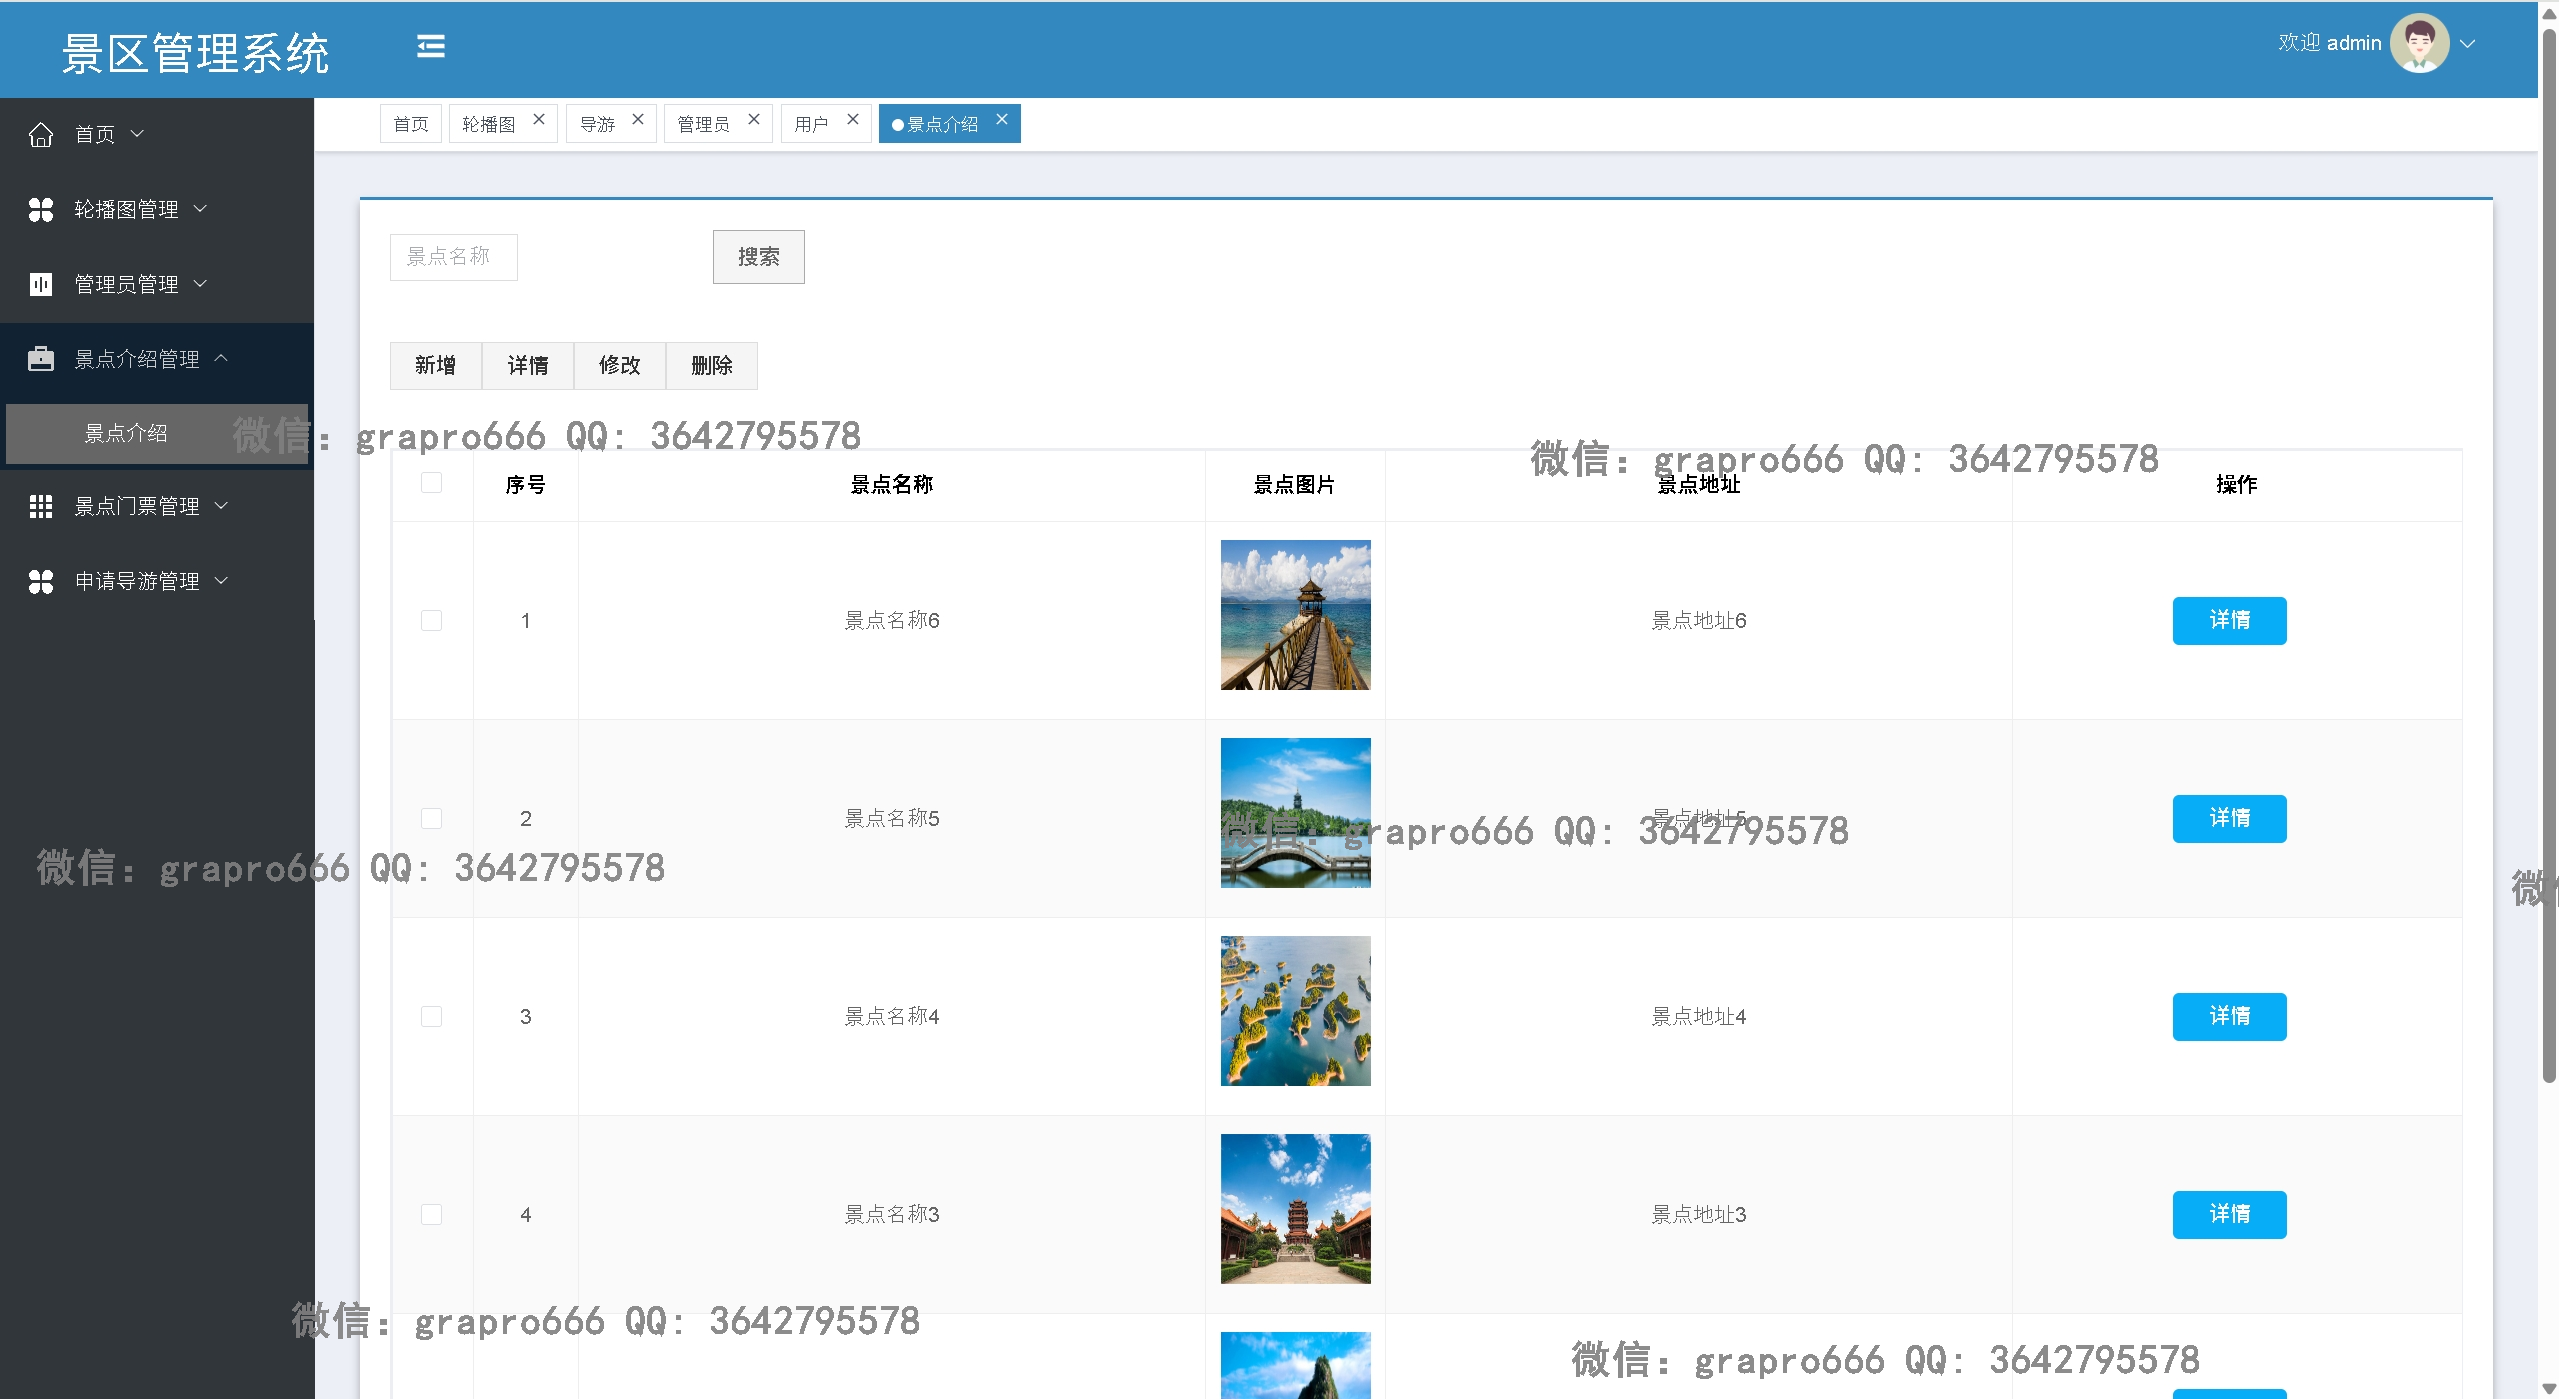 景区管理系统
欢迎 admin
首页
轮播图管理
管理员管理
景点介绍管理
景点介绍
景点门票管理
申请导游管理
首页 轮播图 导游 管理员 用户 景点介绍
景点名称 搜索
新增 详情 修改 删除
微信: grapro666 QQ: 3642795578
微信: grapro666 QQ: 3642795578
序号 景点名称 景点图片 景点地址 操作
1 景点名称6 景点地址6 详情
2 景点名称5 景点地址5 详情
微信: grapro666 QQ: 3642795578
微信: grapro666 QQ: 3642795578
微
3 景点名称4 景点地址4 详情
4 景点名称3 景点地址3 详情
微信: grapro666 QQ: 3642795578
微信: grapro666 QQ: 3642795578